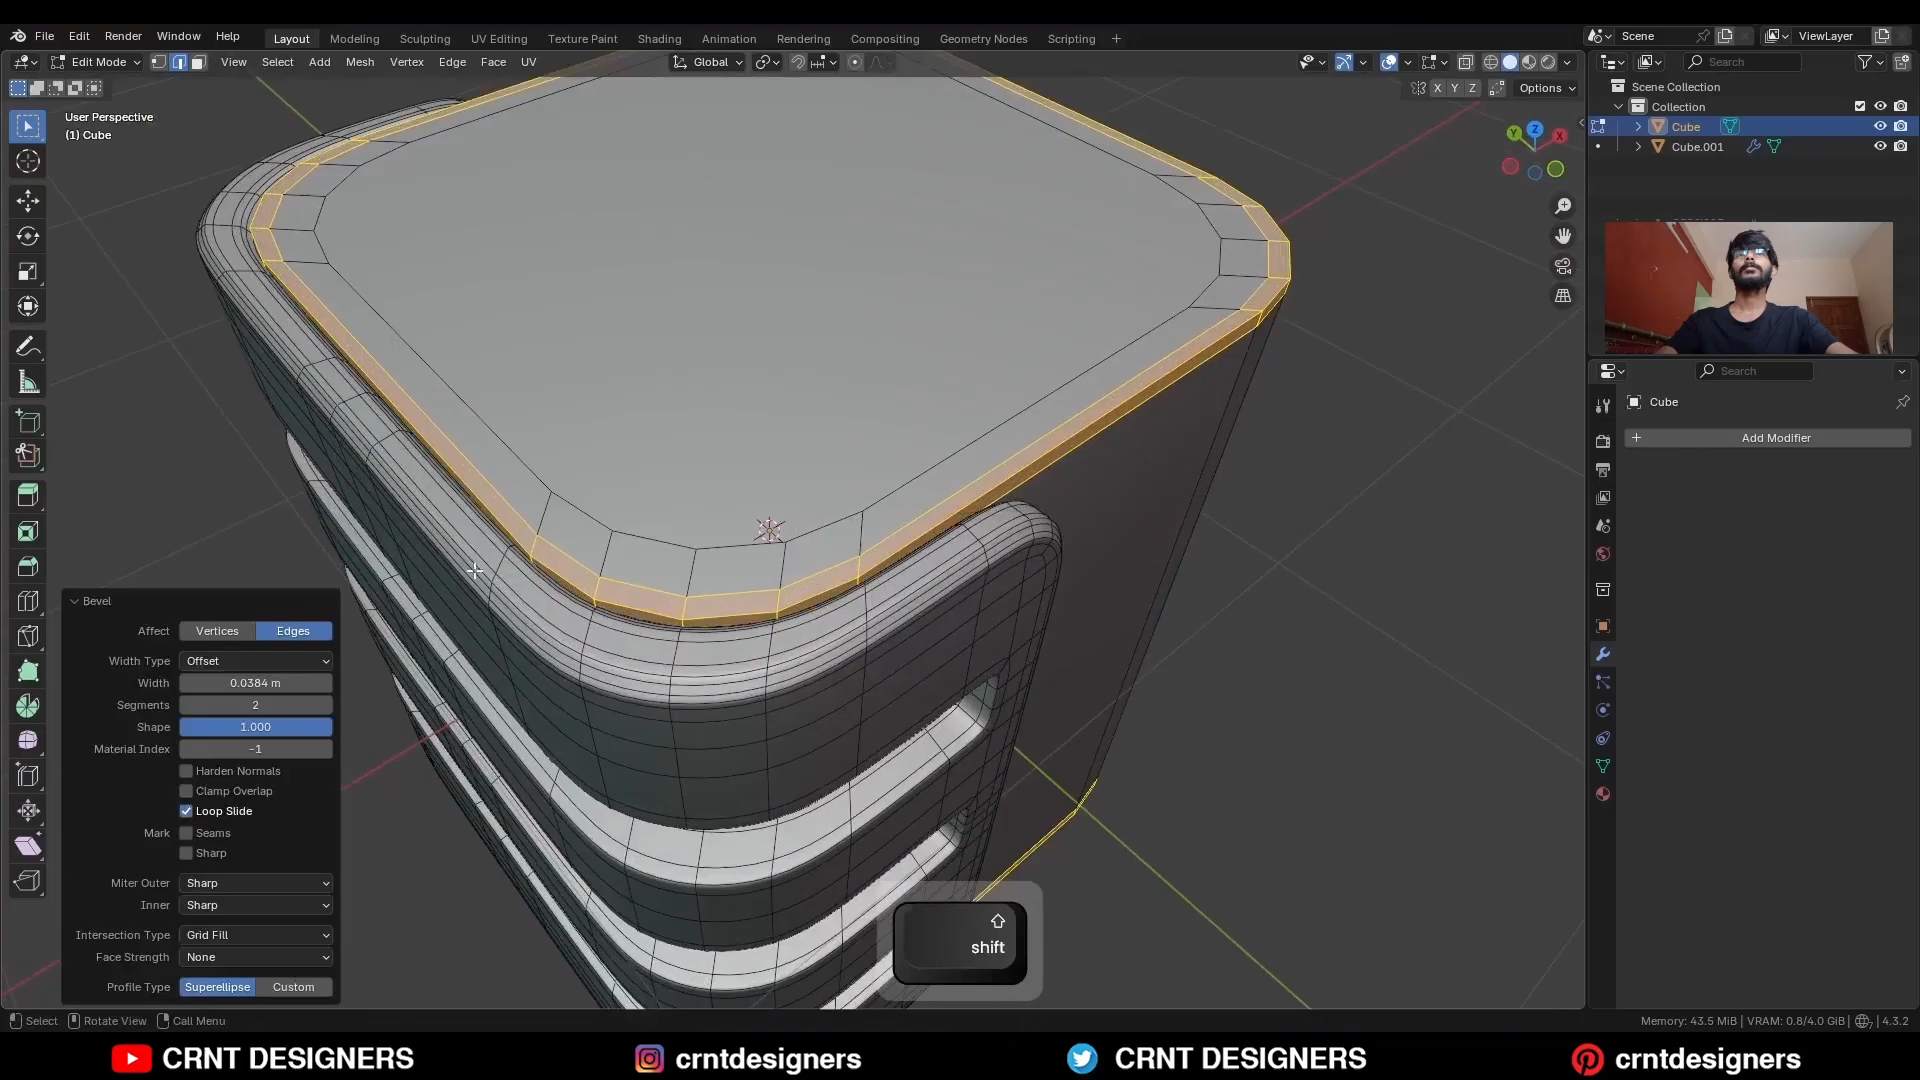 File Edit Render Window Help Layout Modeling Sculpting UV Editing Texture Paint Shading Animation Rendering Compositing Geometry Nodes Scripting + Scene ViewLayer
Edit Mode View Select Add Mesh Vertex Edge Face UV Global Search
X Y Z Options
Scene Collection
Collection
Cube
Cube.001
User Perspective
(1) Cube
Y Z X
Search
Cube
+ Add Modifier
Bevel
Affect Vertices Edges
Width Type Offset
Width 0.0384 m
Segments 2
Shape 1.000
Material Index -1
Harden Normals
Clamp Overlap
Loop Slide
Mark Seams
Sharp
Miter Outer Sharp
Inner Sharp
Intersection Type Grid Fill
Face Strength None
Profile Type Superellipse Custom
shift
Select Rotate View Call Menu Memory: 43.5 MiB | VRAM: 0.8/4.0 GiB | 7 | 4.3.2
CRNT DESIGNERS crntdesigners CRNT DESIGNERS crntdesigners